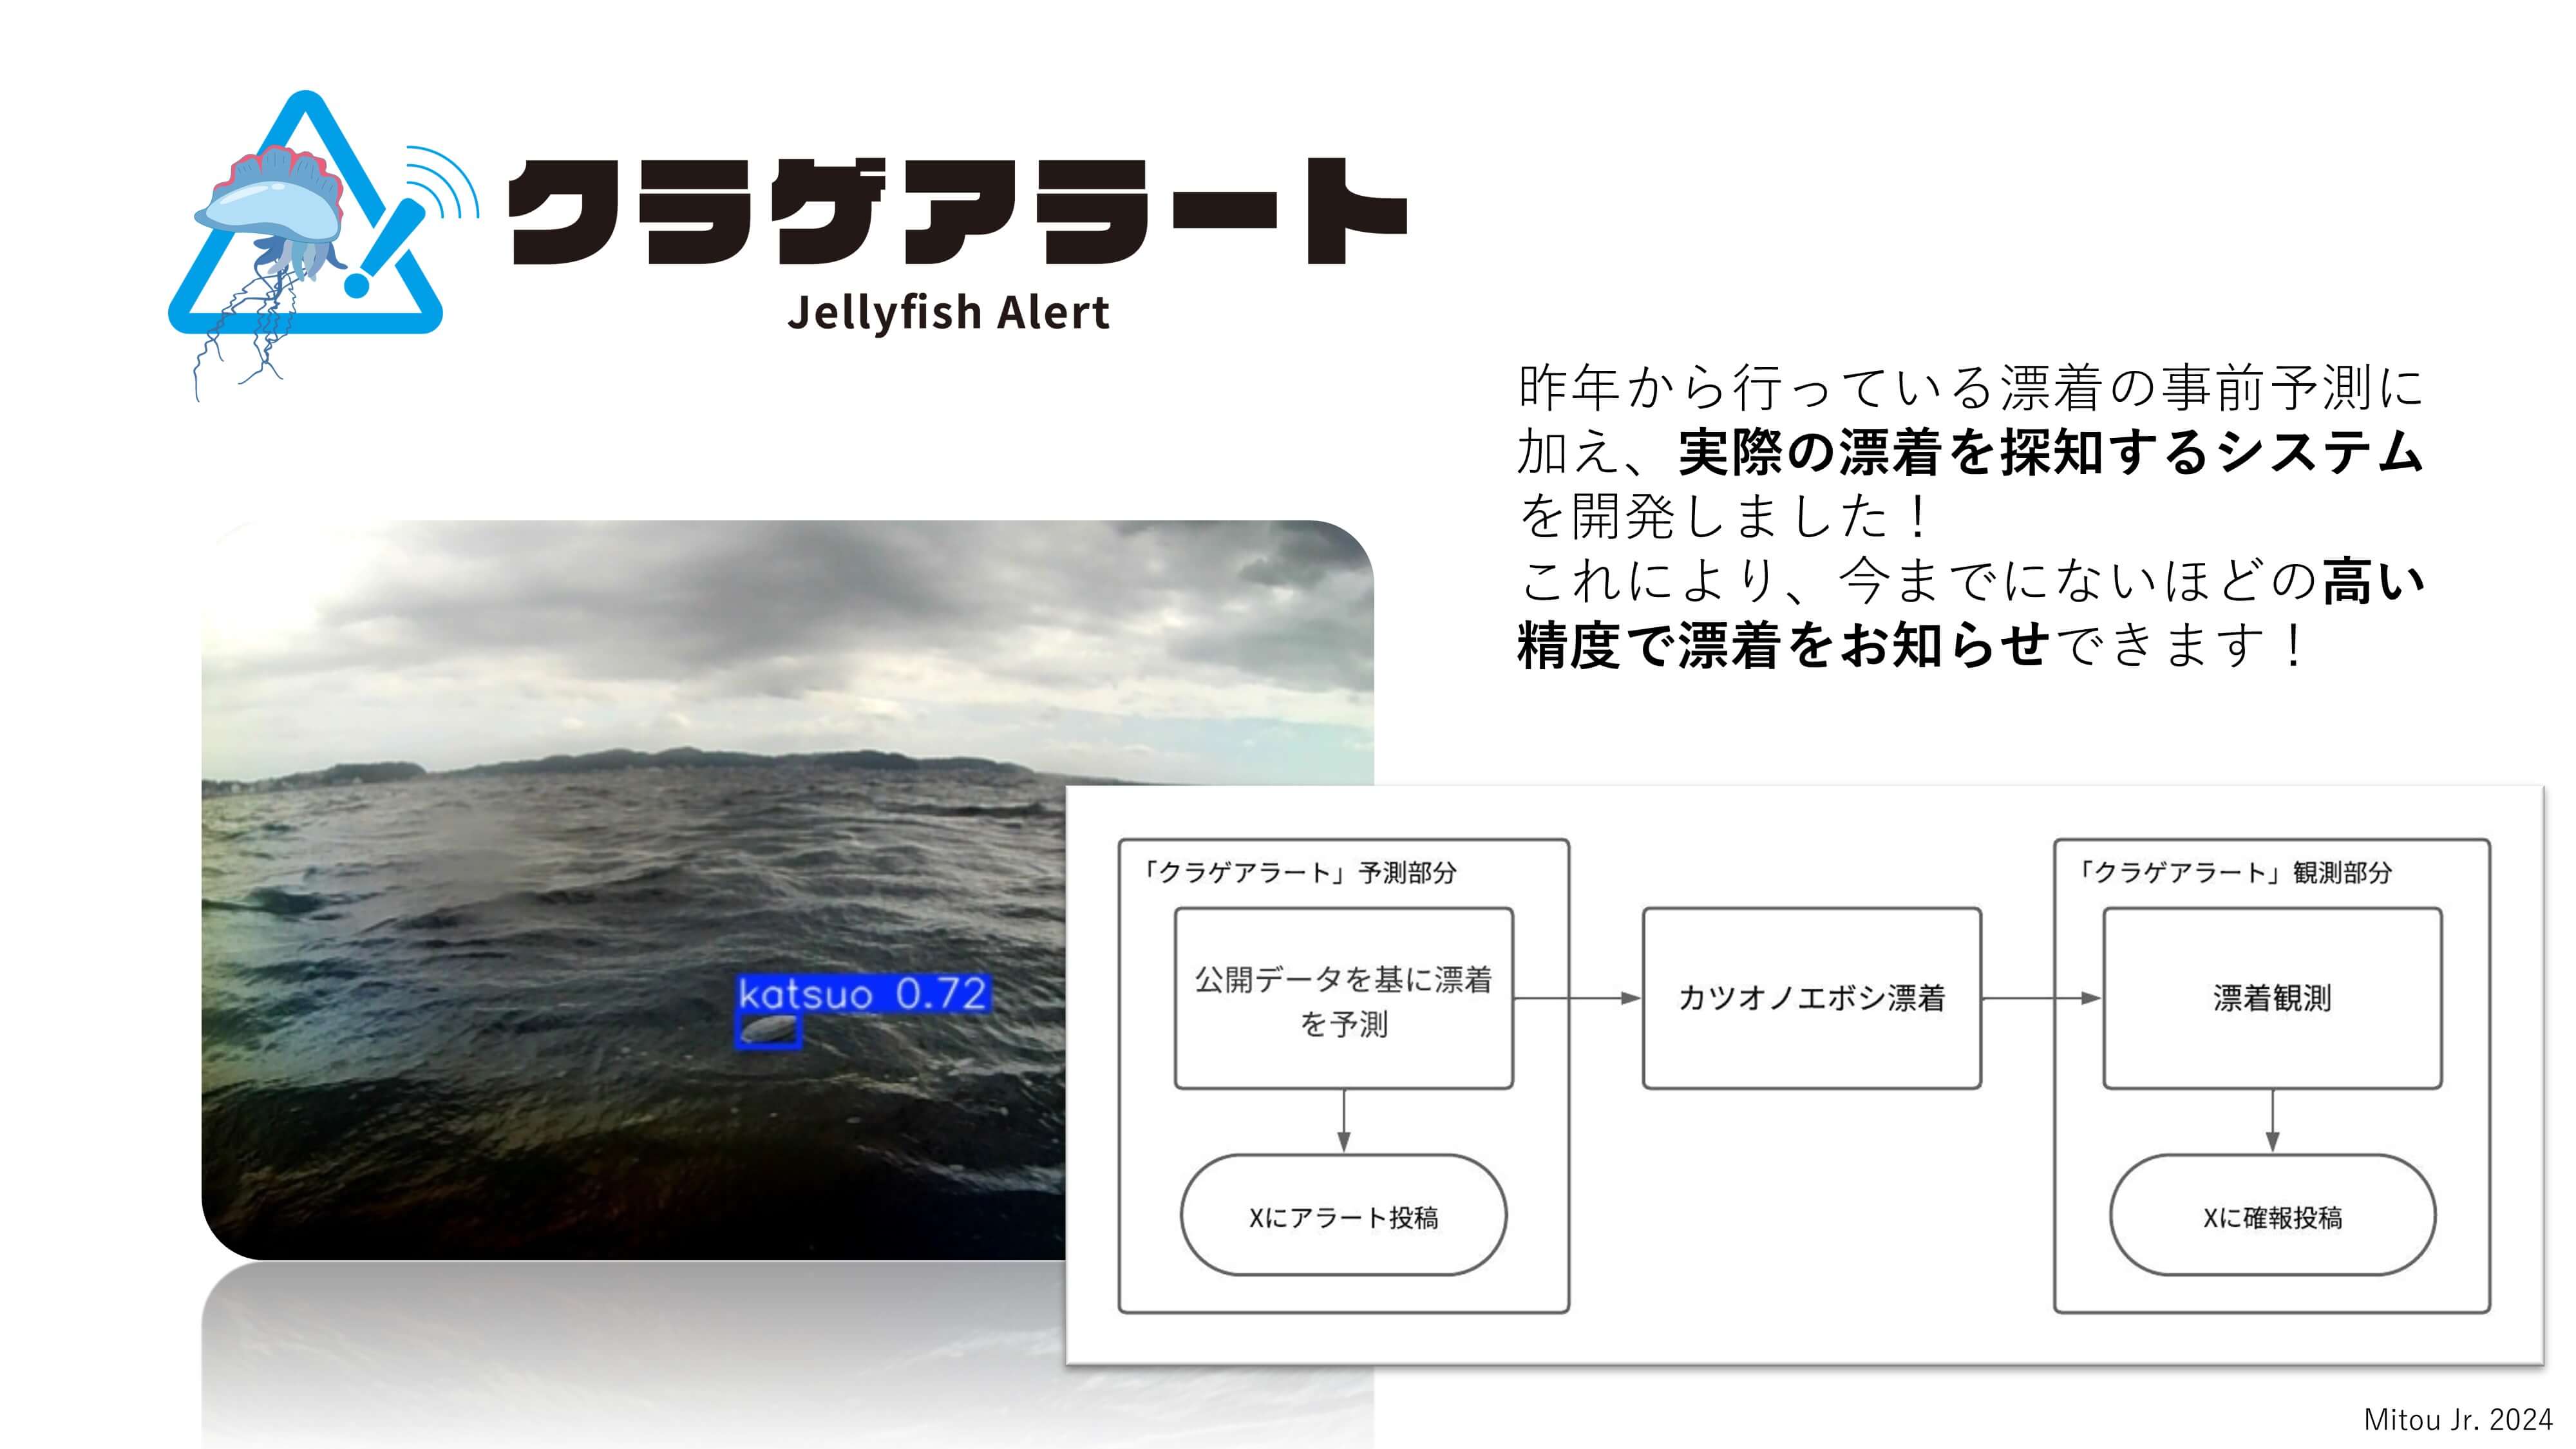 クラゲアラート
Jellyfish Alert
昨年から行っている漂着の事前予測に
加え、実際の漂着を探知するシステム
を開発しました！
これにより、今までにないほどの高い
精度で漂着をお知らせできます！
katsuo 0.72
「クラゲアラート」予測部分
公開データを基に漂着
を予測
Xにアラート投稿
カツオノエボシ漂着
「クラゲアラート」観測部分
漂着観測
Xに確報投稿
Mitou Jr. 2024